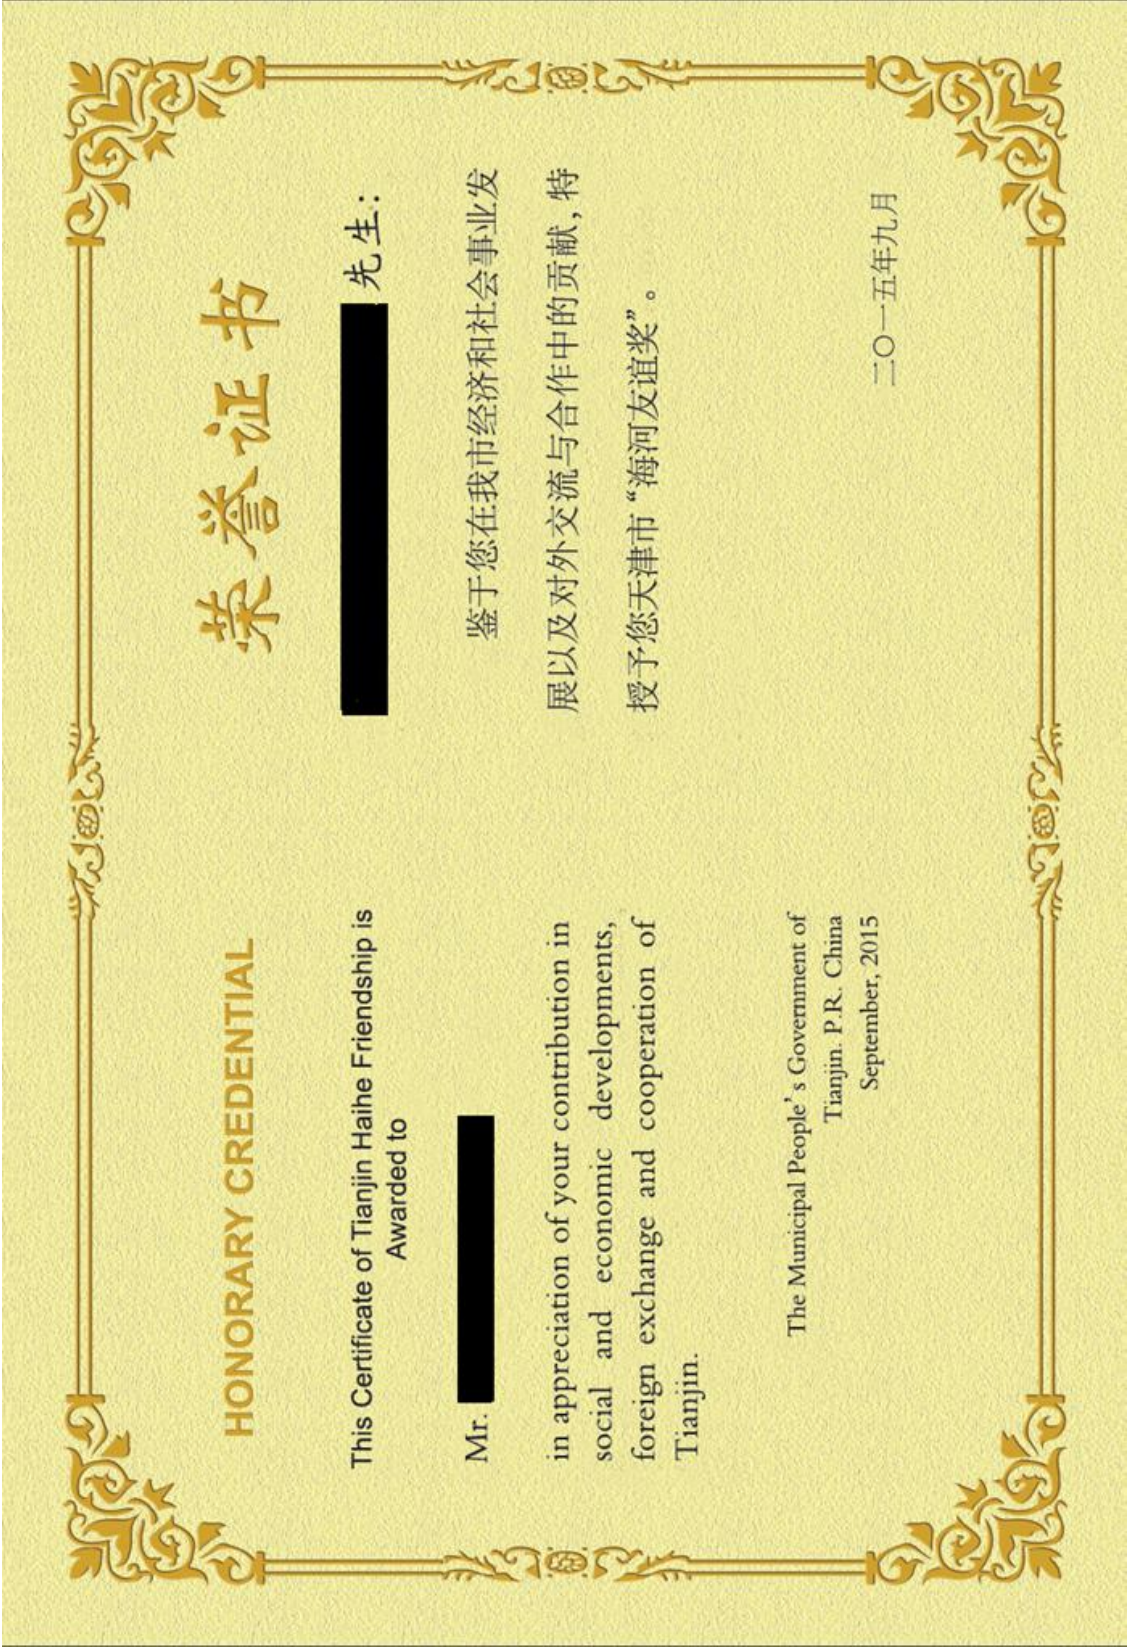 HONORARY CREDENTIAL
This Certificate of Tianjin Haihe Friendship is
Awarded to
Mr.
in appreciation of your contribution in
social and economic developments,
foreign exchange and cooperation of
Tianjin.
The Municipal People’s Government of
Tianjin. P.R. China
September, 2015
荣誉证书
先生：
鉴于您在我市经济和社会事业发
展以及对外交流与合作中的贡献，特
授予您天津市“海河友谊奖”。
二〇一五年九月